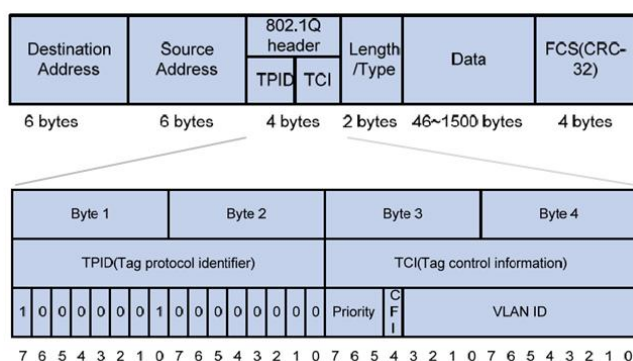 802.1Q
header
Destination
Address
Source
Address
TPID TCI
Length
/Type
Data
FCS(CRC-
32)
6 bytes 6 bytes 4 bytes 2 bytes 46~1500 bytes 4 bytes
Byte 1 Byte 2 Byte 3 Byte 4
TPID(Tag protocol identifier) TCI(Tag control information)
1 0 0 0 0 0 0 1 0 0 0 0 0 0 0 0 Priority
C
F
I
VLAN ID
7 6 5 4 3 2 1 0 7 6 5 4 3 2 1 0 7 6 5 4 3 2 1 0 7 6 5 4 3 2 1 0